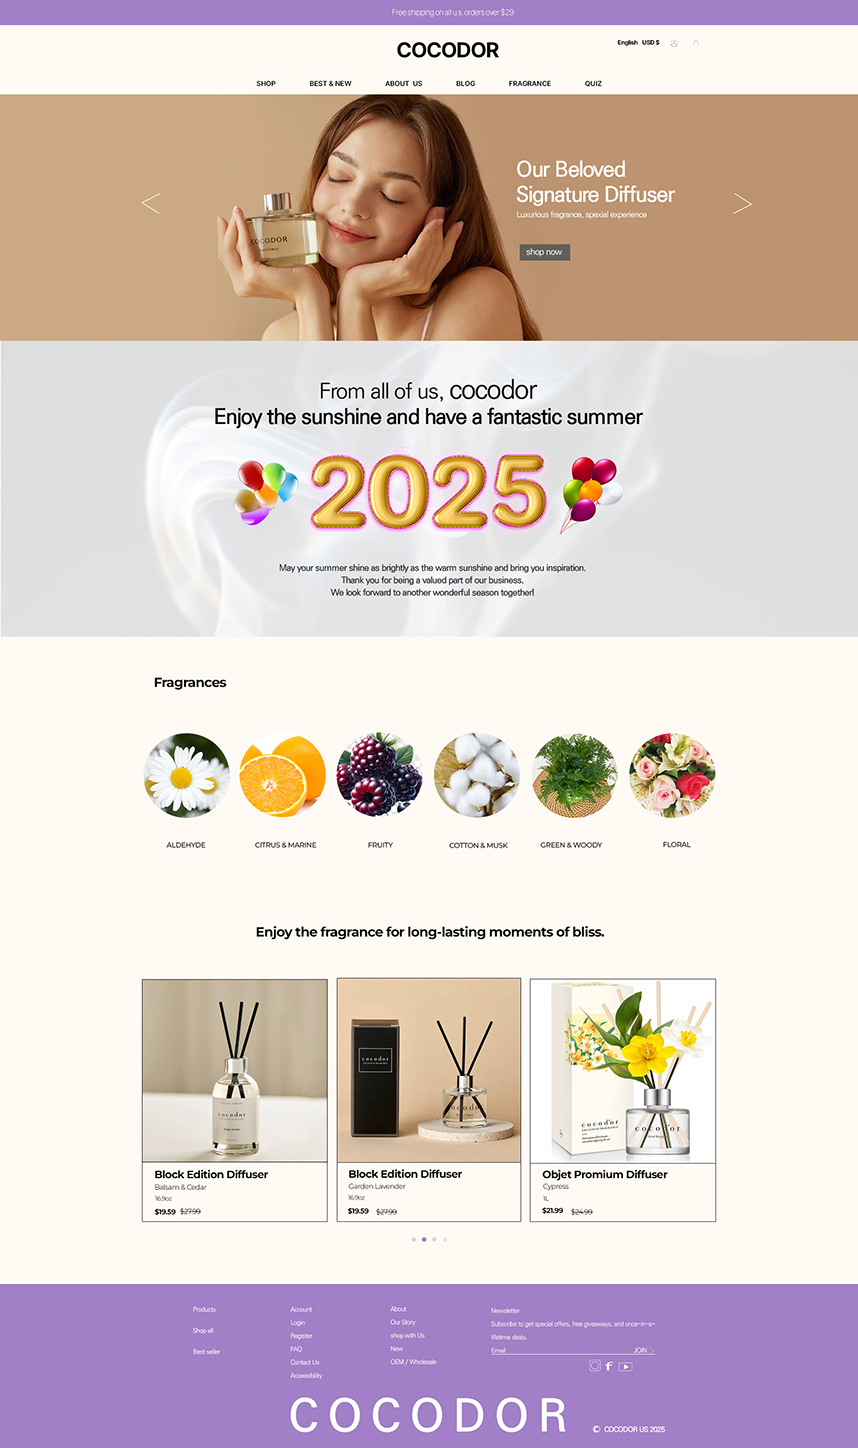 Free shipping on all u.s. orders over $29
COCODOR
English USD $
SHOP BEST & NEW ABOUT US BLOG FRAGRANCE QUIZ
Our Beloved
Signature Diffuser
Luxurious fragrance, spexial experience
shop now
COCODOR
From all of us, cocodor
Enjoy the sunshine and have a fantastic summer
2025
May your summer shine as brightly as the warm sunshine and bring you inspiration.
Thank you for being a valued part of our business.
We look forward to another wonderful season together!
Fragrances
ALDEHYDE CITRUS & MARINE FRUITY COTTON & MUSK GREEN & WOODY FLORAL
Enjoy the fragrance for long-lasting moments of bliss.
cocodor
cocodor
cocodor
cocodor
cocodor
Block Edition Diffuser
Balsam & Cedar
16.9oz
$19.59 $27.99
Block Edition Diffuser
Garden Lavender
16.9oz
$19.59 $27.99
Objet Promium Diffuser
Cypress
1L
$21.99 $24.99
Products
Shop all
Best seller
Account
Login
Register
FAQ
Contact Us
Accessibility
About
Our Story
shop with Us
New
OEM / Wholesale
Newsletter
Subscribe to get special offers, free giveaways, and once-in-a-
lifetime deals.
Email JOIN >
COCODOR
© COCODOR US 2025